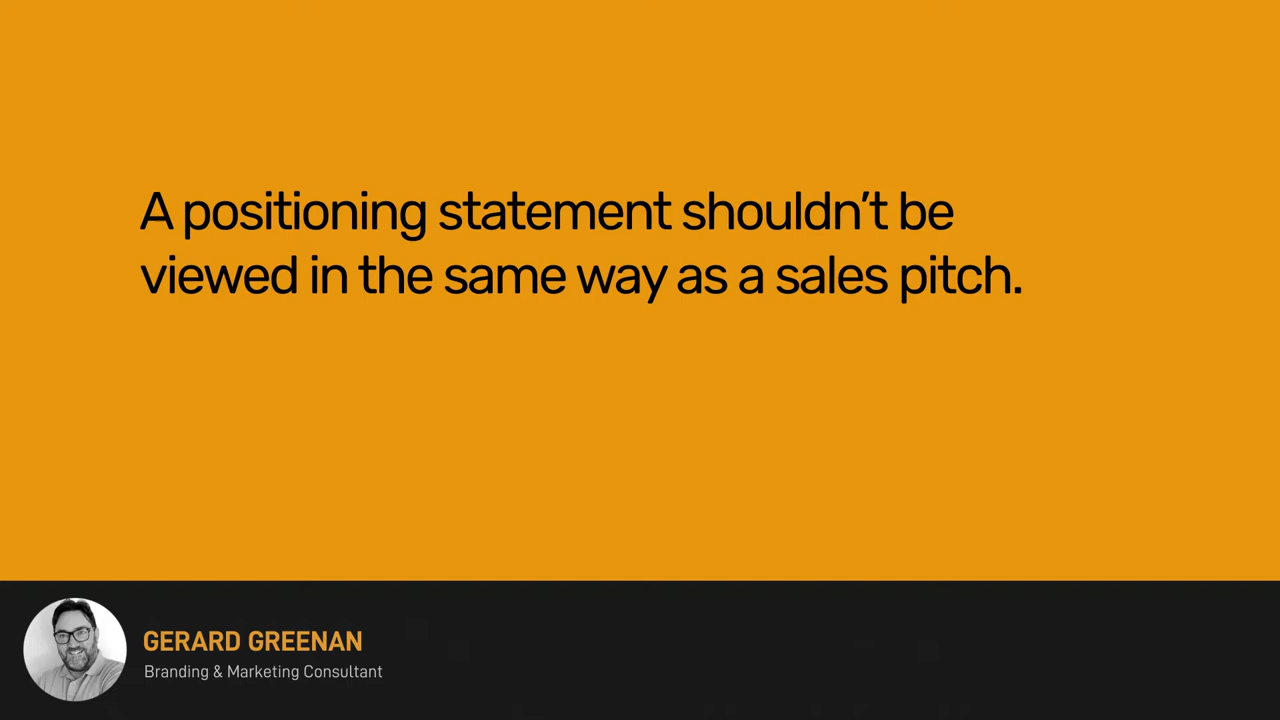 A positioning statement shouldn’t be
viewed in the same way as a sales pitch.
GERARD GREENAN
Branding & Marketing Consultant